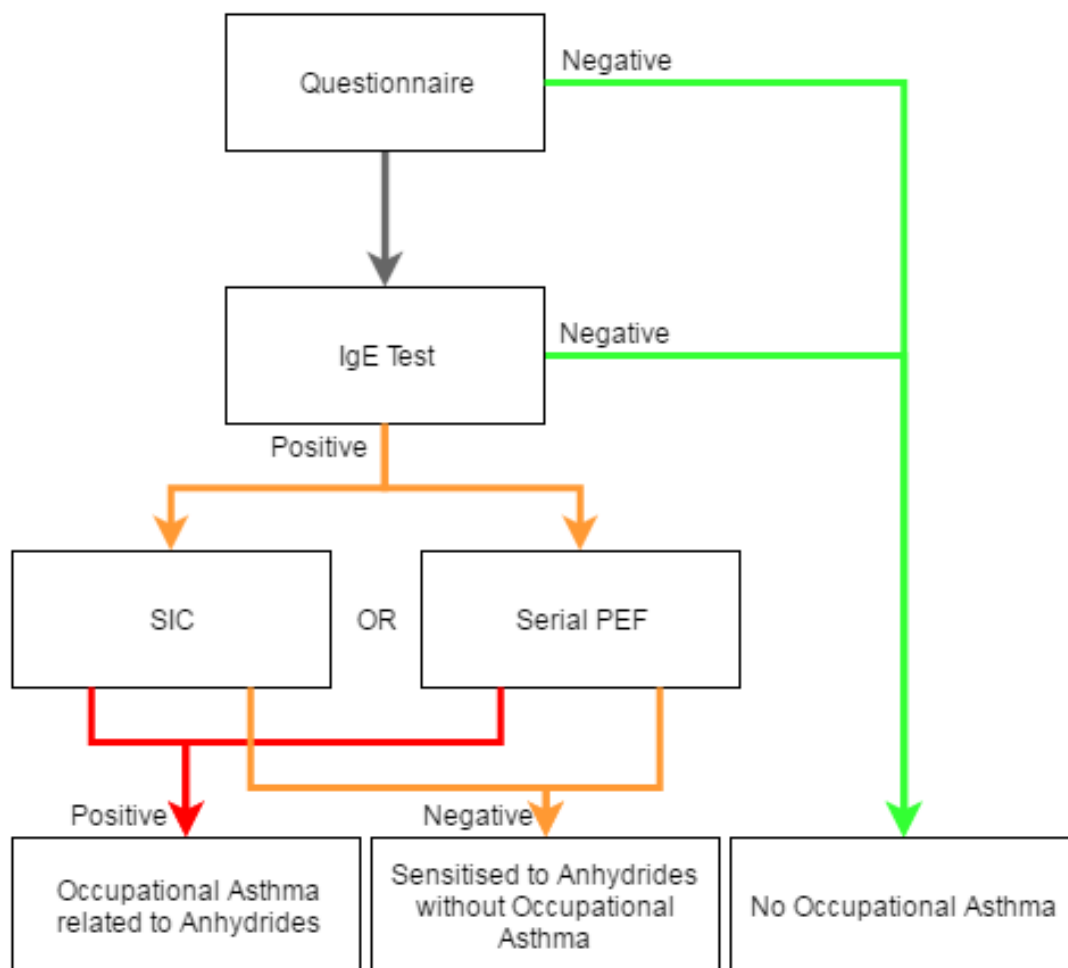 Negative
Questionnaire
Negative
IgE Test
Positive
SIC
OR
Serial PEF
Positive
Negative
Occupational Asthma
related to Anhydrides
Sensitised to Anhydrides
without Occupational
Asthma
No Occupational Asthma